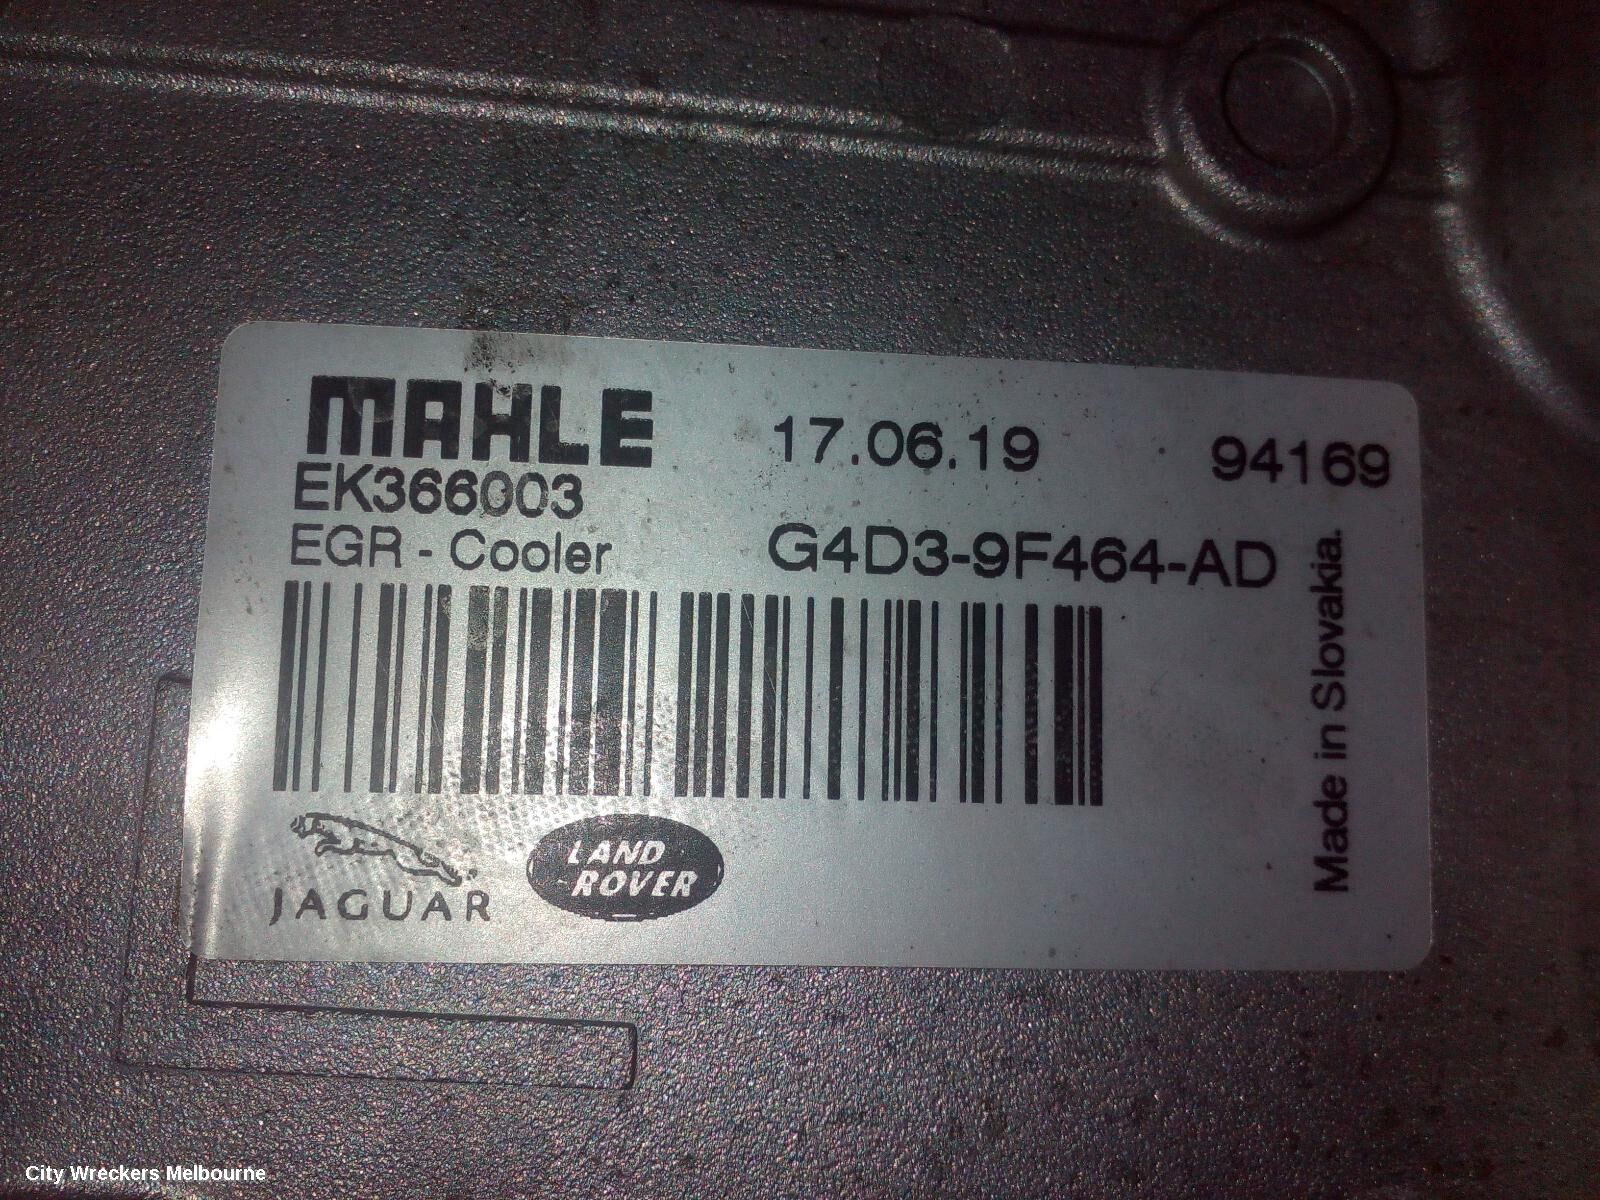 MAHLE 17.06.19 94169
EK366003
EGR - Cooler G4D3-9F464-AD
Made in Slovakia.
JAGUAR
LAND
ROVER
City Wreckers Melbourne